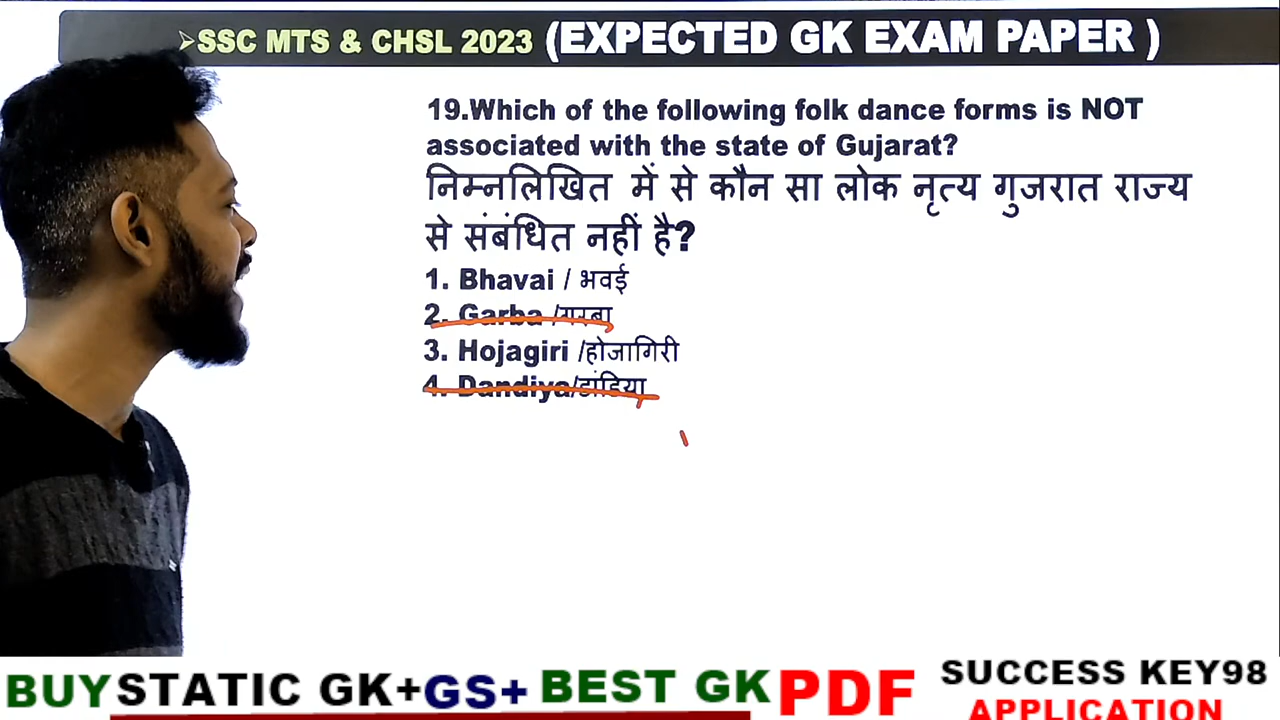 ➢SSC MTS & CHSL 2023 (EXPECTED GK EXAM PAPER )
19.Which of the following folk dance forms is NOT
associated with the state of Gujarat?
निम्नलिखित में से कौन सा लोक नृत्य गुजरात राज्य
से संबंधित नहीं है?
1. Bhavai / भवई
2. Garba /गरबा
3. Hojagiri /होजागिरी
4. Dandiya/डांडिया
BUY STATIC GK+GS+ BEST GK PDF SUCCESS KEY98
APPLICATION